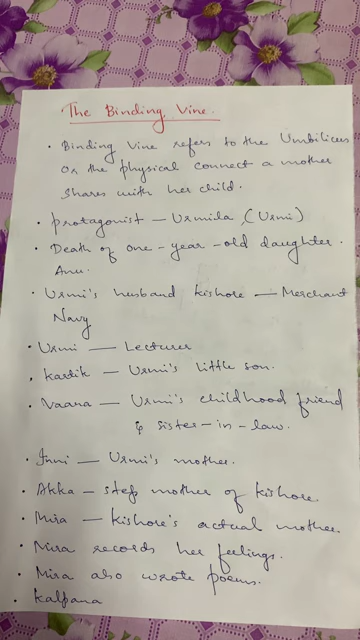 The Binding Vine.
• Binding Vine refers to the Umbilicus
Or the physical connect a mother
shares with her child.
• protagonist – Urmila (Urmi)
• Death of one-year-old daughter.
Anu.
• Urmi's husband kishore – Merchant
Navy
• Urmi – Lecturer
• Kartik – Urmi's little son.
• Vaana – Urmi's childhood friend
& sister-in-law.
• Inni – Urmi's mother.
• Akka – step mother of kishore.
• Mira – kishore's actual mother.
• Mira records her feelings.
• Mira also wrote poems.
• Kalpana